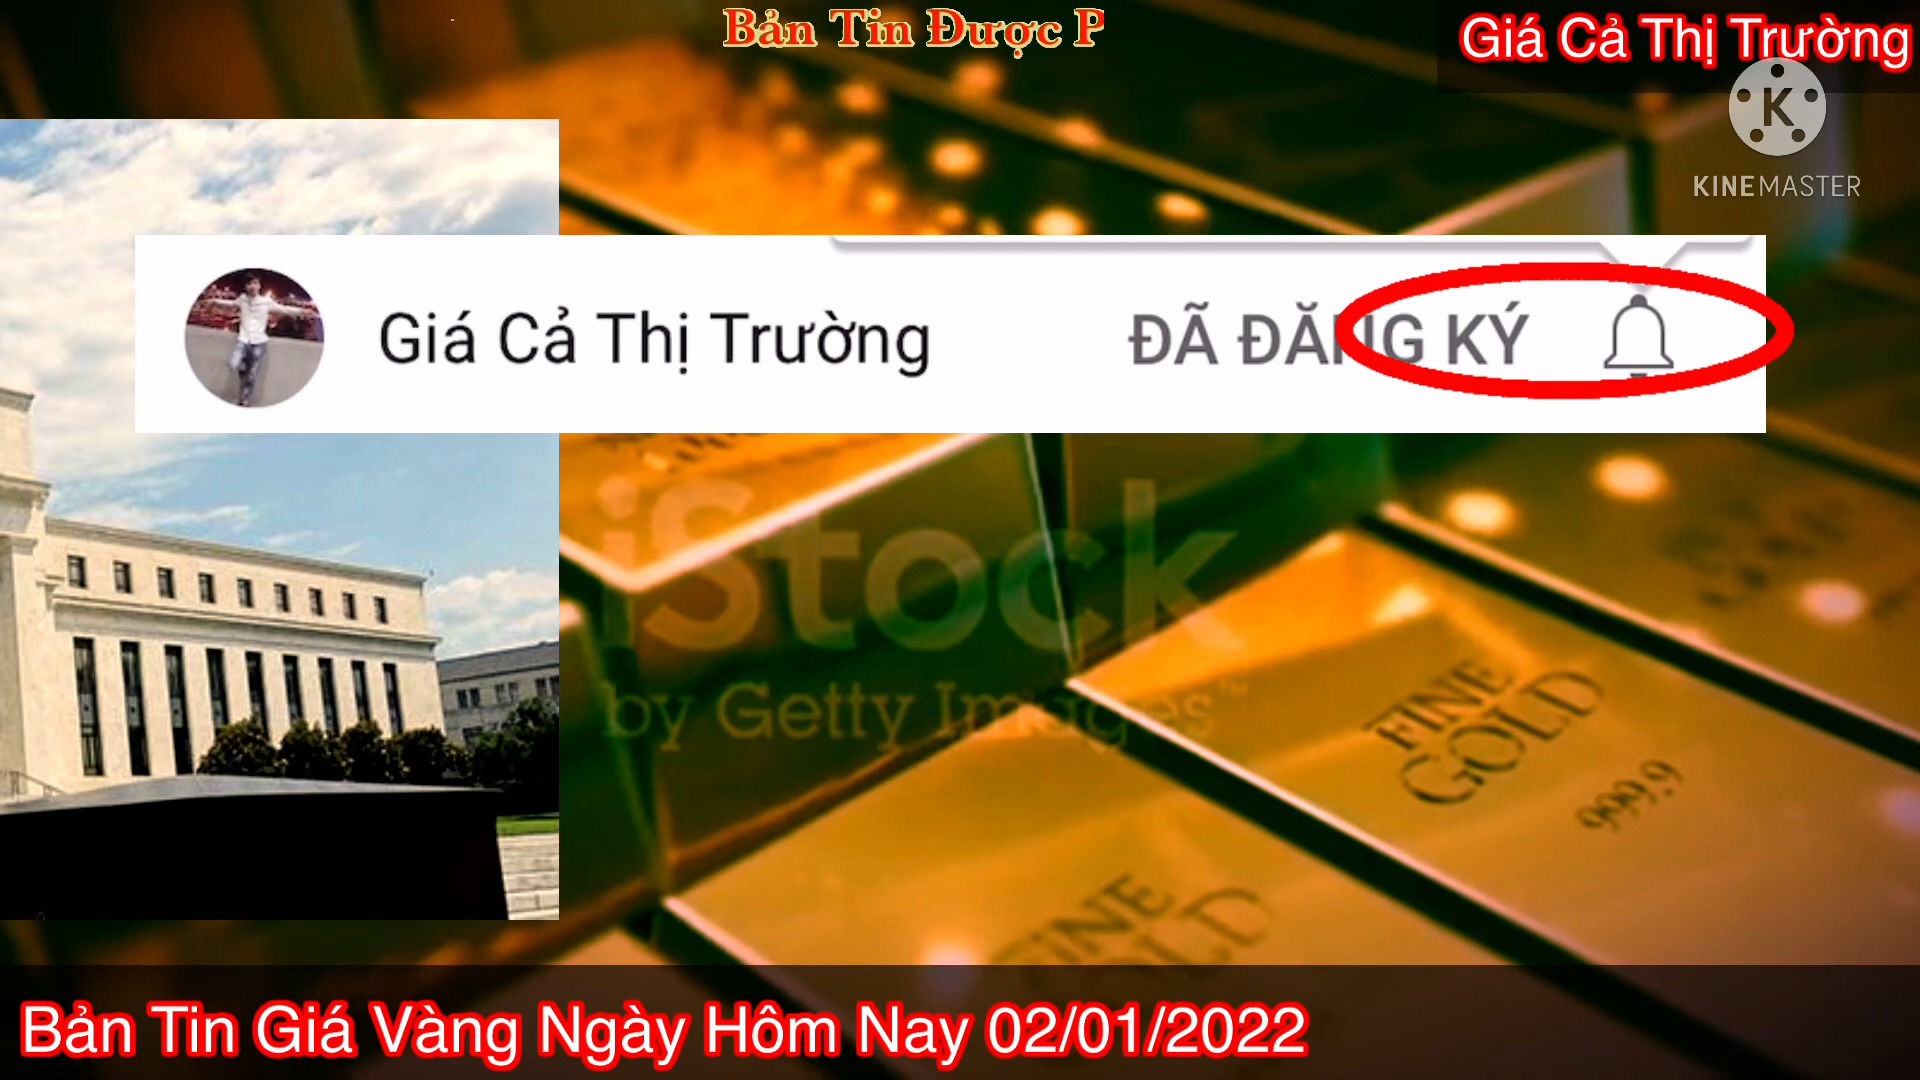 Bản Tin Được P
Giá Cả Thị Trường
K
KINEMASTER
Giá Cả Thị Trường
ĐÃ ĐĂNG KÝ
iStock
by Getty Images™
FINE
GOLD
999.9
FINE
GOLD
Bản Tin Giá Vàng Ngày Hôm Nay 02/01/2022